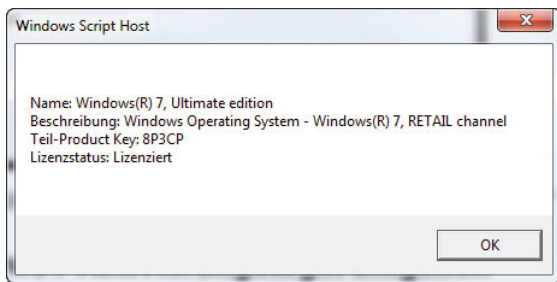 Windows Script Host
Name: Windows(R) 7, Ultimate edition
Beschreibung: Windows Operating System - Windows(R) 7, RETAIL channel
Teil-Product Key: 8P3CP
Lizenzstatus: Lizenziert
OK